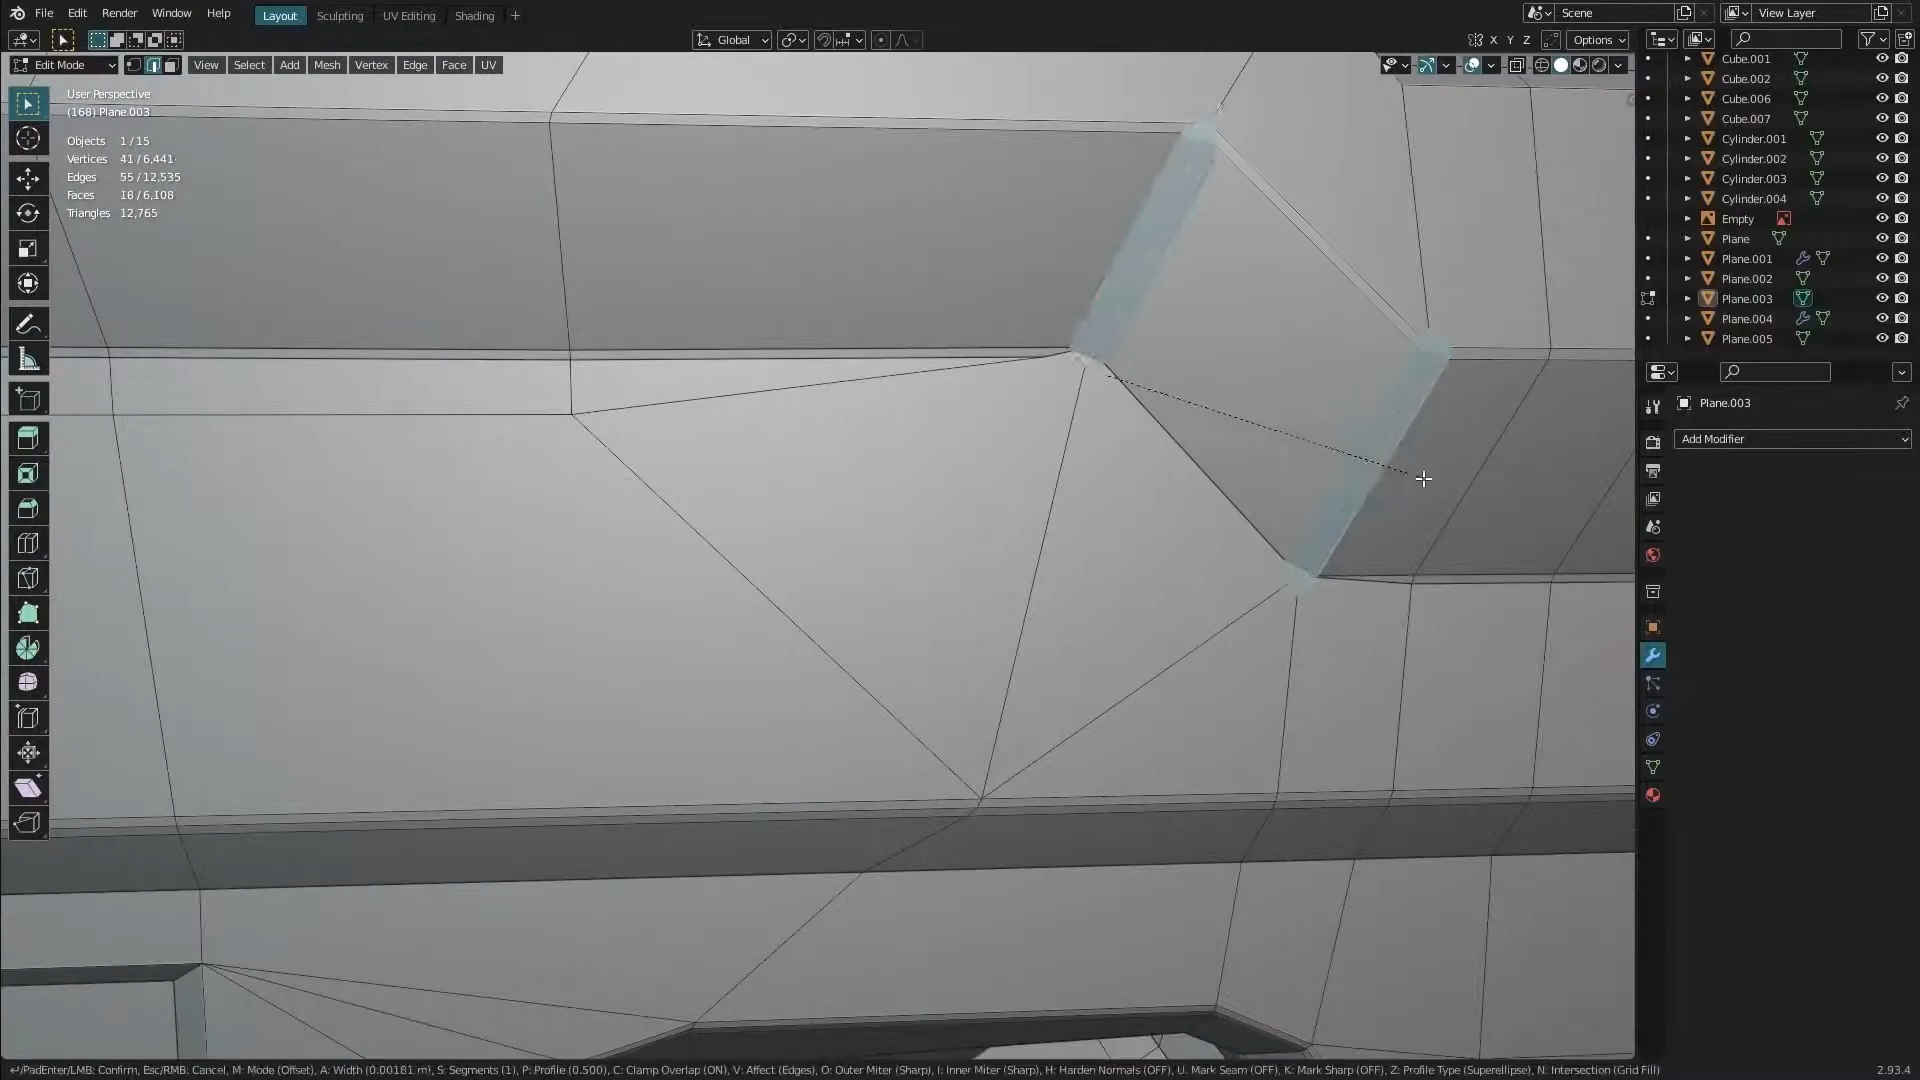 File Edit Render Window Help Layout Sculpting UV Editing Shading + Scene View Layer
Global X Y Z Options
Edit Mode View Select Add Mesh Vertex Edge Face UV
User Perspective
(168) Plane.003
Objects 1 / 15
Vertices 41 / 6,441
Edges 55 / 12,535
Faces 18 / 6,108
Triangles 12,765
Cube.001
Cube.002
Cube.006
Cube.007
Cylinder.001
Cylinder.002
Cylinder.003
Cylinder.004
Empty
Plane
Plane.001
Plane.002
Plane.003
Plane.004
Plane.005
Plane.003
Add Modifier
↵/PadEnter/LMB: Confirm, Esc/RMB: Cancel, M: Mode (Offset), A: Width (0.00181 m), S: Segments (1), P: Profile (0.500), C: Clamp Overlap (ON), V: Affect (Edges), O: Outer Miter (Sharp), I: Inner Miter (Sharp), H: Harden Normals (OFF), U: Mark Seam (OFF), K: Mark Sharp (OFF), Z: Profile Type (Superellipse), N: Intersection (Grid Fill) 2.93.4